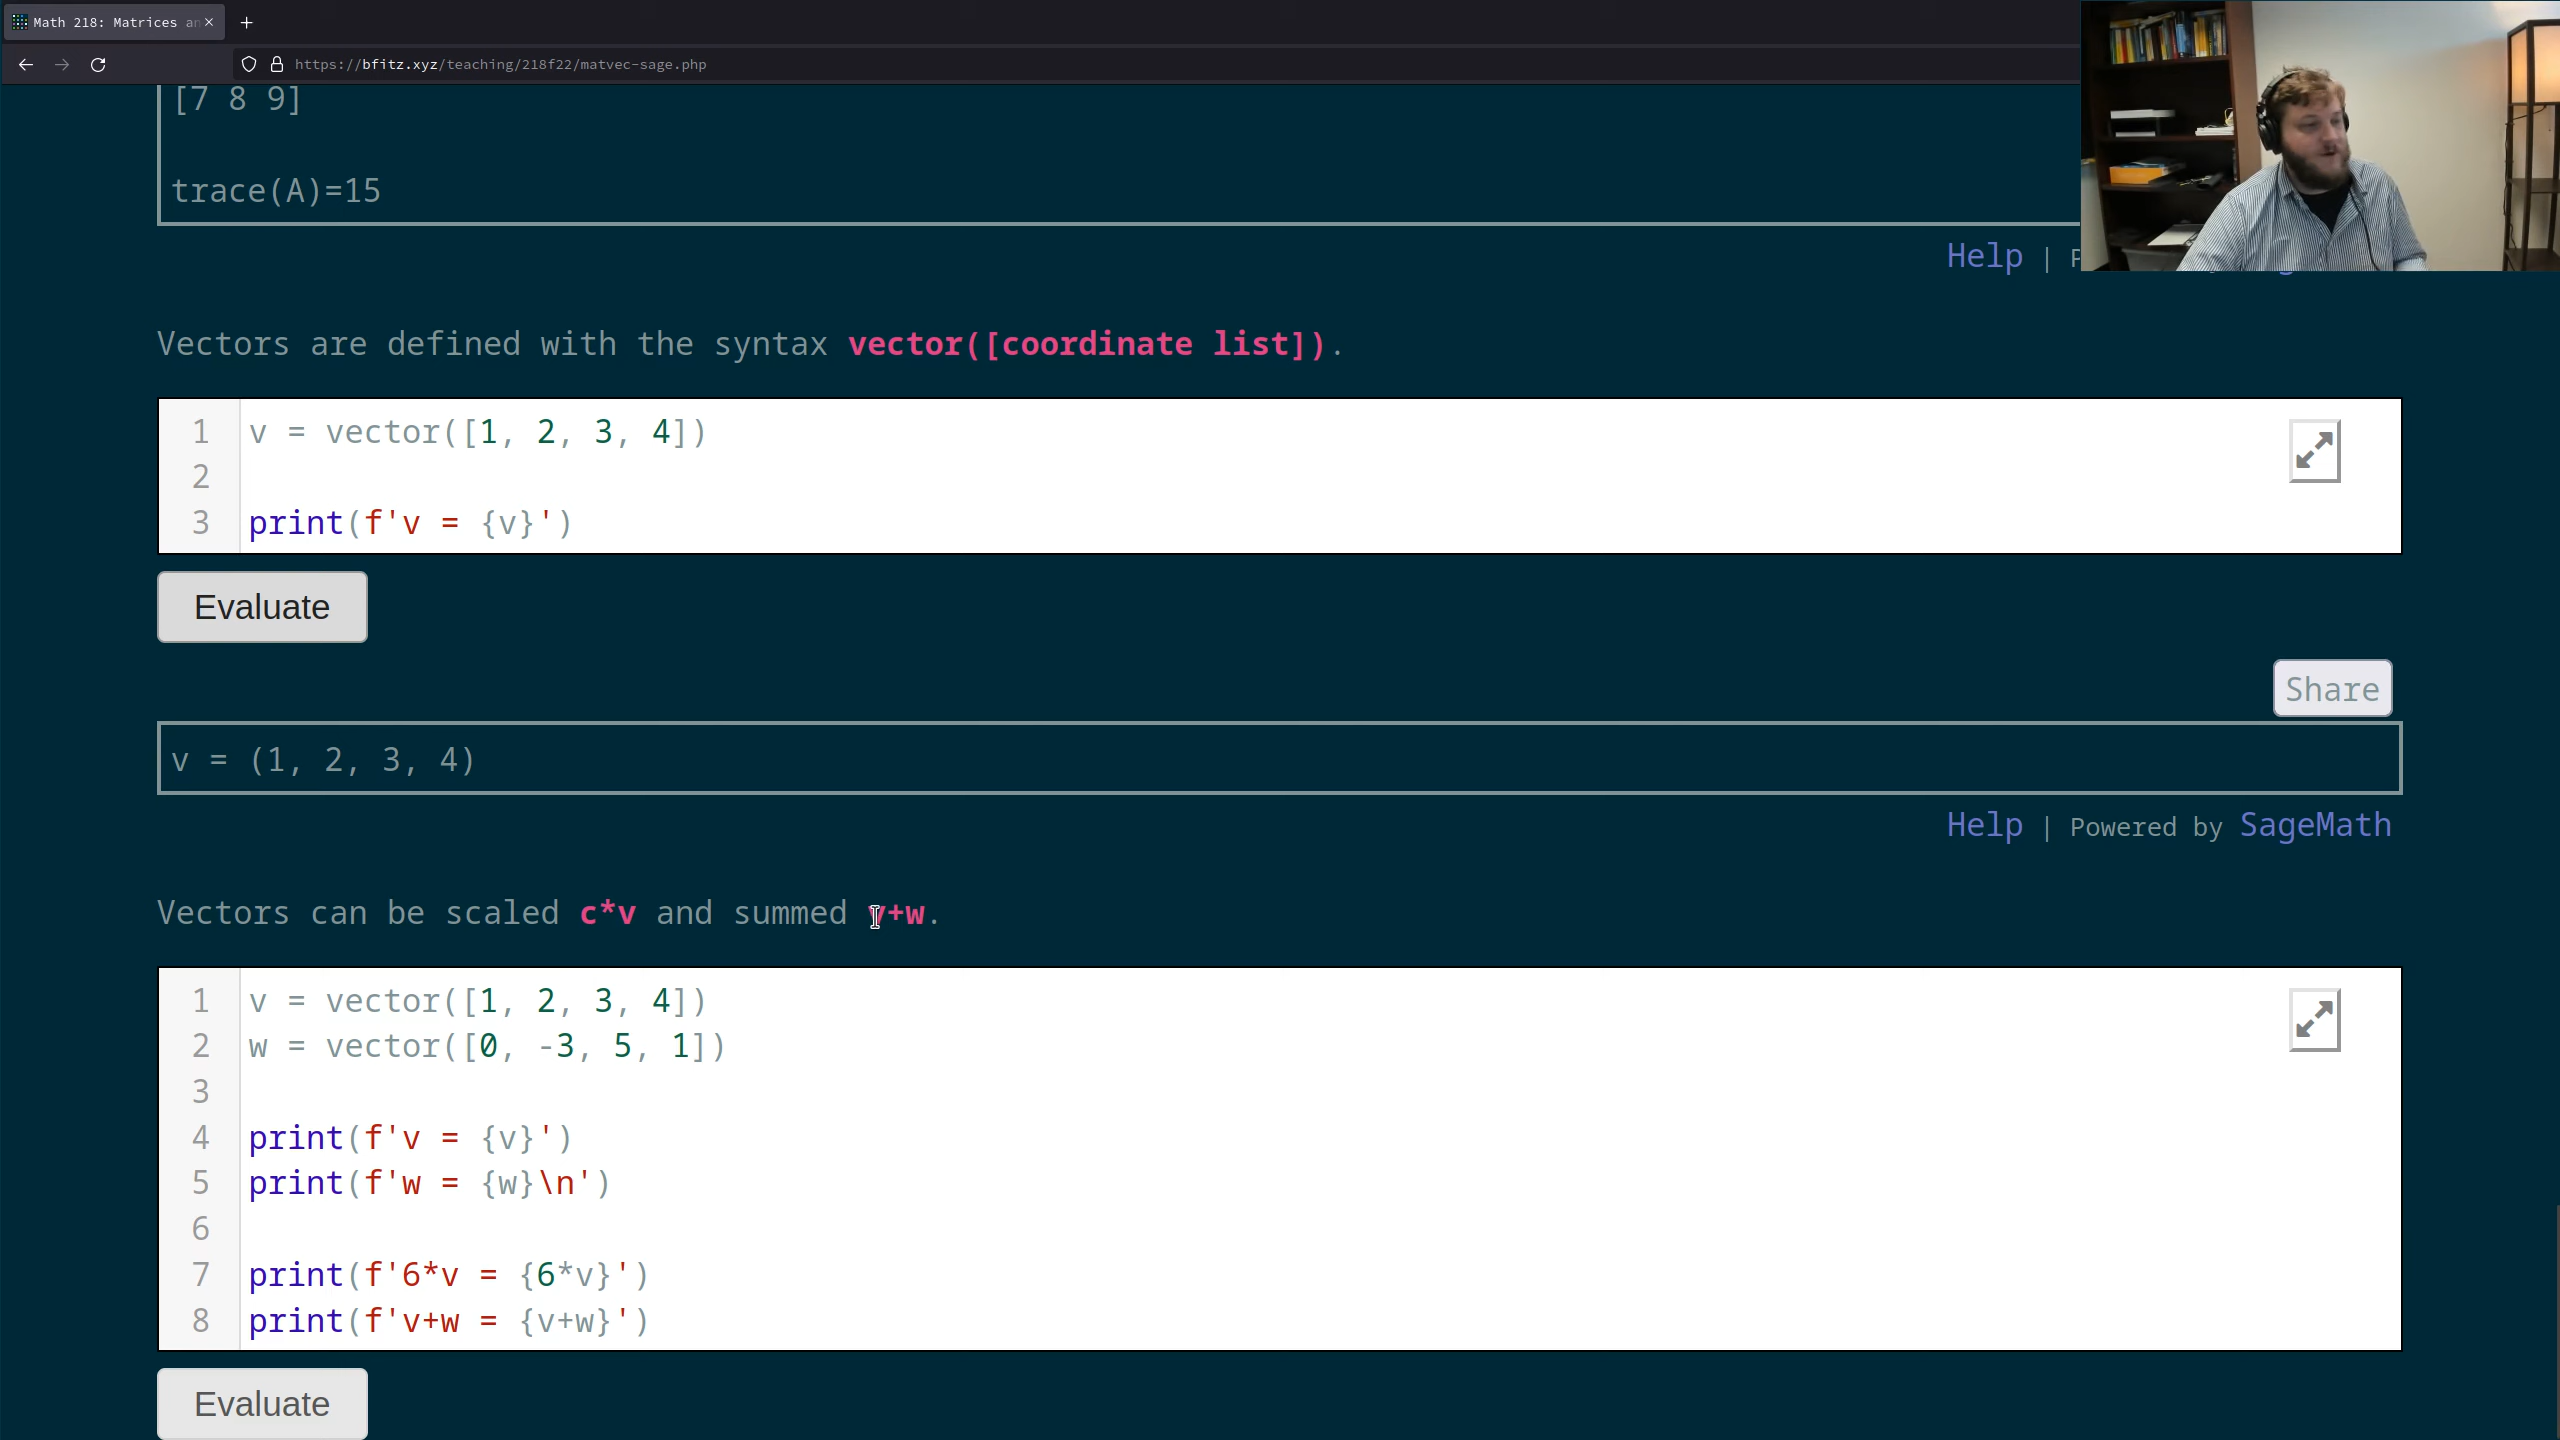 Math 218: Matrices an
https://bfitz.xyz/teaching/218f22/matvec-sage.php
[7 8 9]
trace(A)=15
Help | P
Vectors are defined with the syntax vector([coordinate list]).
1 v = vector([1, 2, 3, 4])
2
3 print(f'v = {v}')
Evaluate
Share
v = (1, 2, 3, 4)
Help | Powered by SageMath
Vectors can be scaled c*v and summed v+w.
1 v = vector([1, 2, 3, 4])
2 w = vector([0, -3, 5, 1])
3
4 print(f'v = {v}')
5 print(f'w = {w}\n')
6
7 print(f'6*v = {6*v}')
8 print(f'v+w = {v+w}')
Evaluate